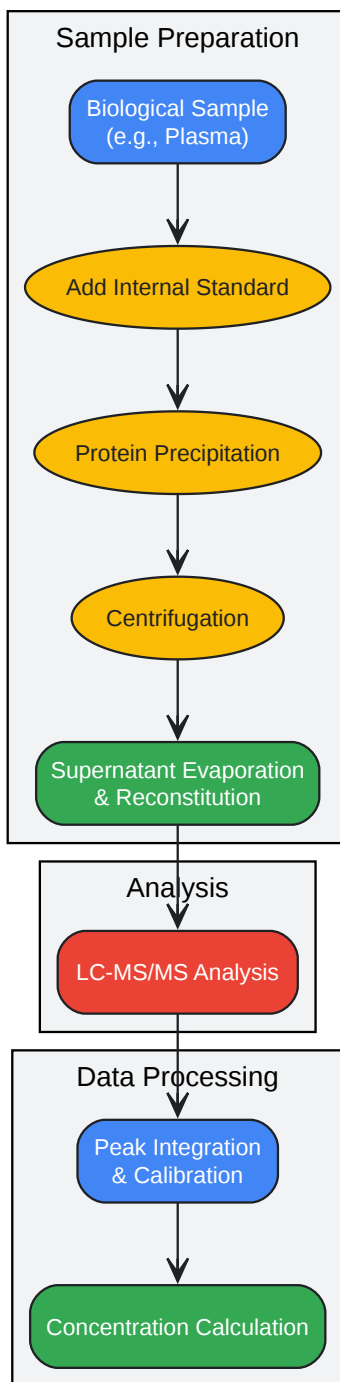 Sample Preparation
Biological Sample
(e.g., Plasma)
Add Internal Standard
Protein Precipitation
Centrifugation
Supernatant Evaporation
& Reconstitution
Analysis
LC-MS/MS Analysis
Data Processing
Peak Integration
& Calibration
Concentration Calculation